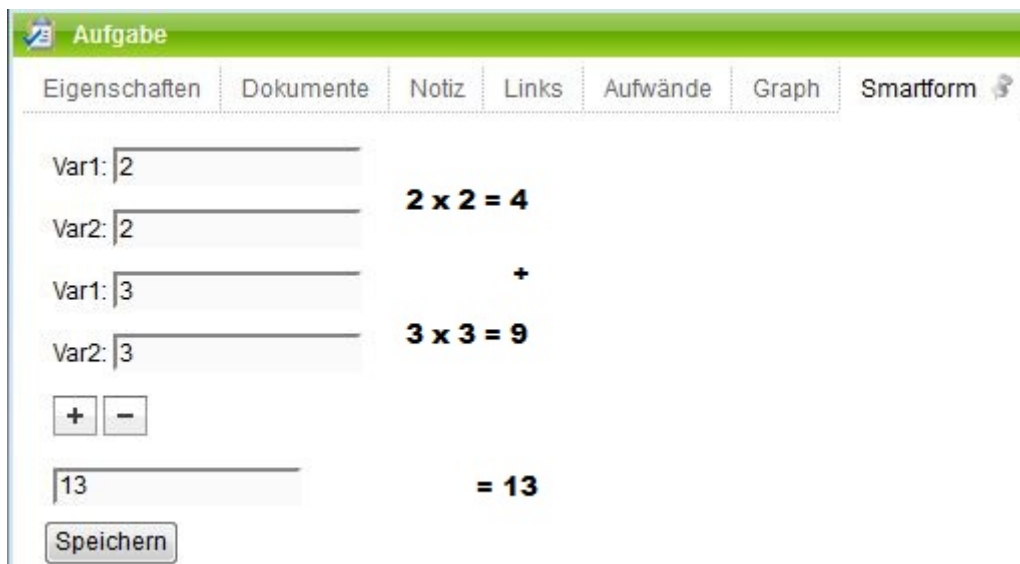 Aufgabe
Eigenschaften Dokumente Notiz Links Aufwände Graph Smartform
Var1: 2
2 x 2 = 4
Var2: 2
+
Var1: 3
3 x 3 = 9
Var2: 3
+ −
13 = 13
Speichern